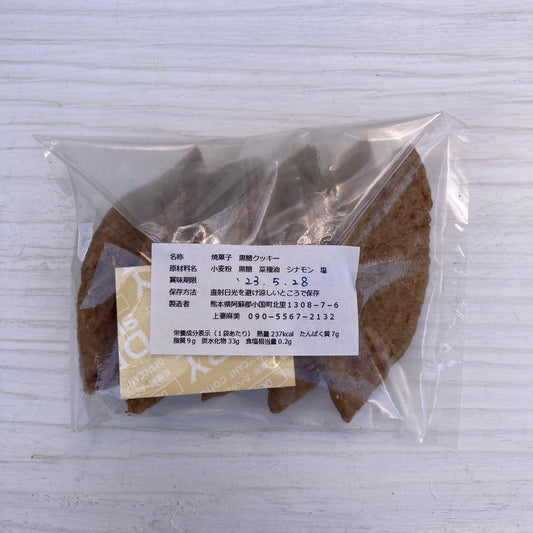 名称 焼菓子 黒糖クッキー
原材料名 小麦粉 黒糖 菜種油 シナモン 塩
賞味期限 23.5.28
保存方法 直射日光を避け涼しいところで保存
製造者 熊本県阿蘇郡小国町北里1308-7-6
上妻麻美 090-5567-2132
栄養成分表示(1袋あたり) 熱量 237kcal たんぱく質 7g
脂質 9g 炭水化物 33g 食塩相当量 0.2g
DESICCANT